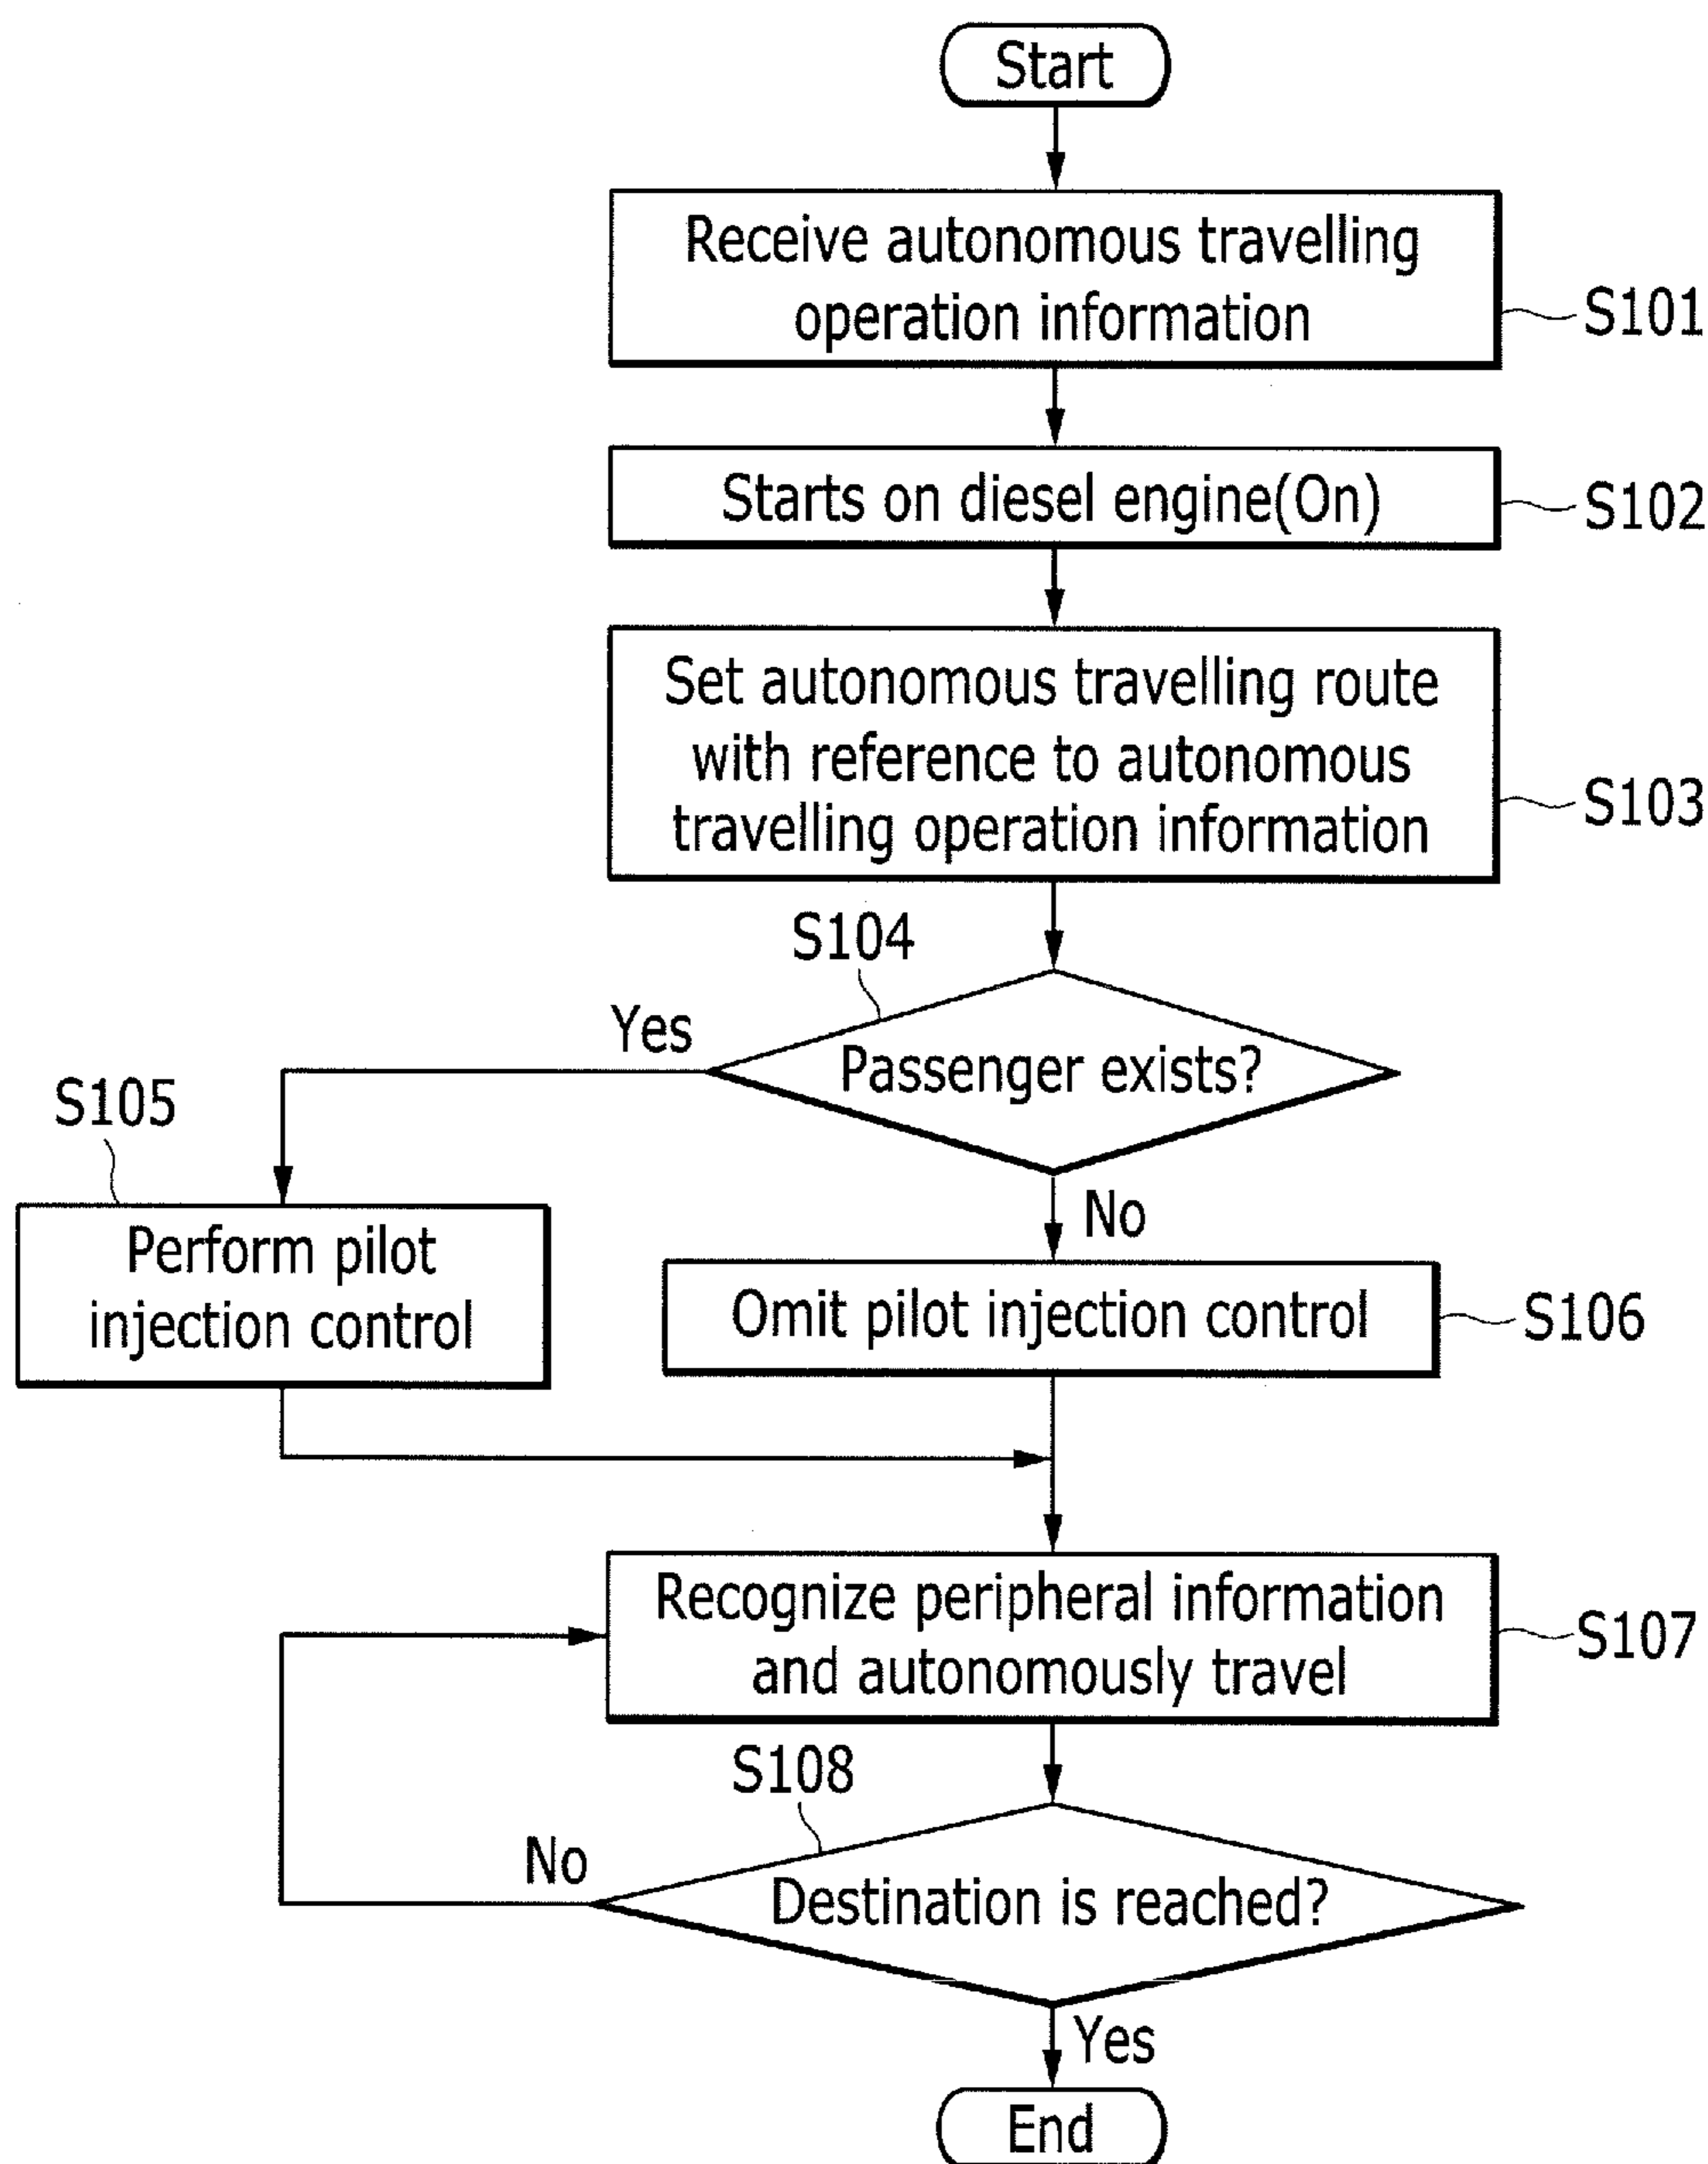 Start
Receive autonomous travelling
operation information
S101
Starts on diesel engine(On)
S102
Set autonomous travelling route
with reference to autonomous
travelling operation information
S103
S104
Yes
Passenger exists?
S105
No
Perform pilot
injection control
Omit pilot injection control
S106
Recognize peripheral information
and autonomously travel
S107
S108
No
Destination is reached?
Yes
End